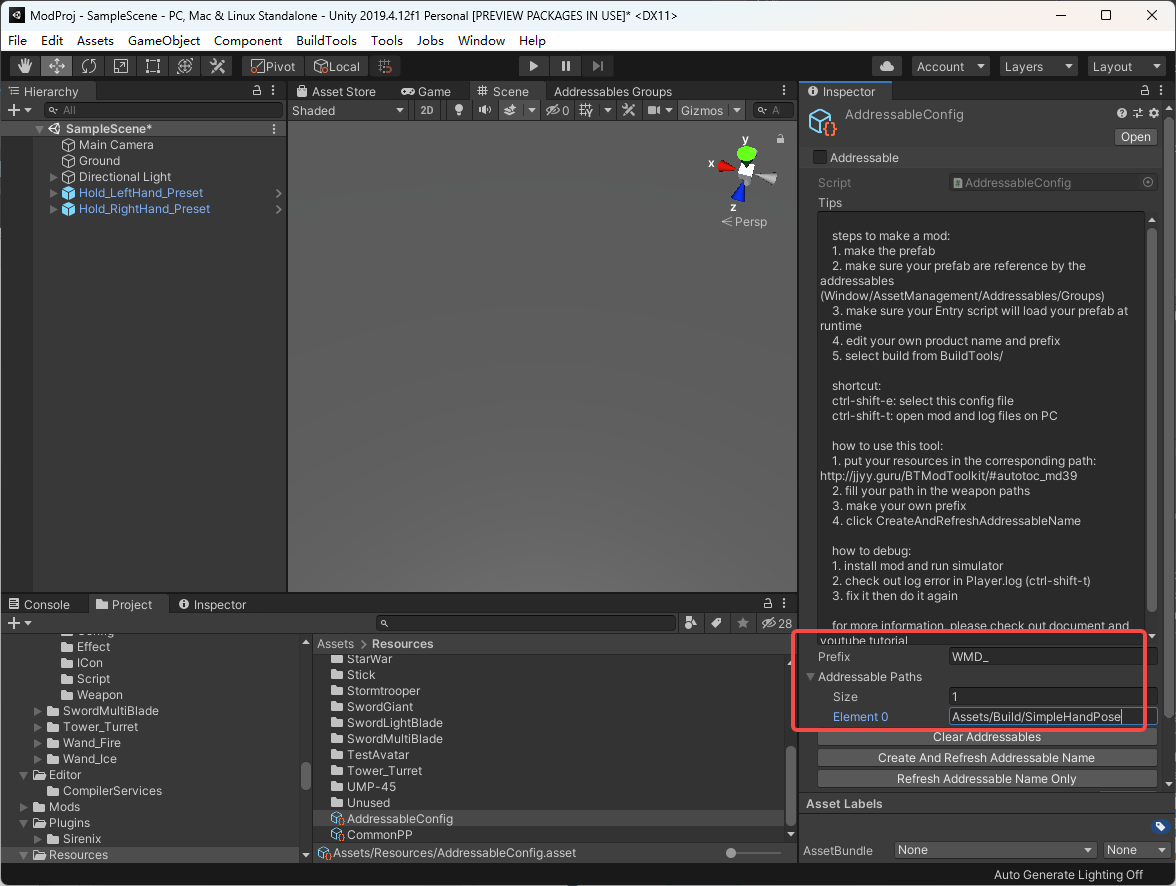 ModProj - SampleScene - PC, Mac & Linux Standalone - Unity 2019.4.12f1 Personal [PREVIEW PACKAGES IN USE]* <DX11>
File Edit Assets GameObject Component BuildTools Tools Jobs Window Help
Pivot Local Account Layers Layout
Hierarchy
All
SampleScene*
Main Camera
Ground
Directional Light
Hold_LeftHand_Preset
Hold_RightHand_Preset
Asset Store Game Scene Addressables Groups
Shaded 2D 0 Gizmos A
y
x
z
Persp
Inspector
AddressableConfig
Open
Addressable
Script AddressableConfig
Tips
steps to make a mod:
1. make the prefab
2. make sure your prefab are reference by the
addressables
(Window/AssetManagement/Addressables/Groups)
3. make sure your Entry script will load your prefab at
runtime
4. edit your own product name and prefix
5. select build from BuildTools/
shortcut:
ctrl-shift-e: select this config file
ctrl-shift-t: open mod and log files on PC
how to use this tool:
1. put your resources in the corresponding path:
http://jjyy.guru/BTModToolkit/#autotoc_md39
2. fill your path in the weapon paths
3. make your own prefix
4. click CreateAndRefreshAddressableName
how to debug:
1. install mod and run simulator
2. check out log error in Player.log (ctrl-shift-t)
3. fix it then do it again
for more information, please check out document and
youtube tutorial
Prefix WMD_
Addressable Paths
Size 1
Element 0 Assets/Build/SimpleHandPose
Clear Addressables
Create And Refresh Addressable Name
Refresh Addressable Name Only
Asset Labels
AssetBundle None None
Console Project Inspector
28
Config
Effect
ICon
Script
Weapon
SwordMultiBlade
Tower_Turret
Wand_Fire
Wand_Ice
Editor
CompilerServices
Mods
Plugins
Sirenix
Resources
Assets > Resources
StarWar
Stick
Stormtrooper
SwordGiant
SwordLightBlade
SwordMultiBlade
TestAvatar
Tower_Turret
UMP-45
Unused
AddressableConfig
CommonPP
Assets/Resources/AddressableConfig.asset
Auto Generate Lighting Off